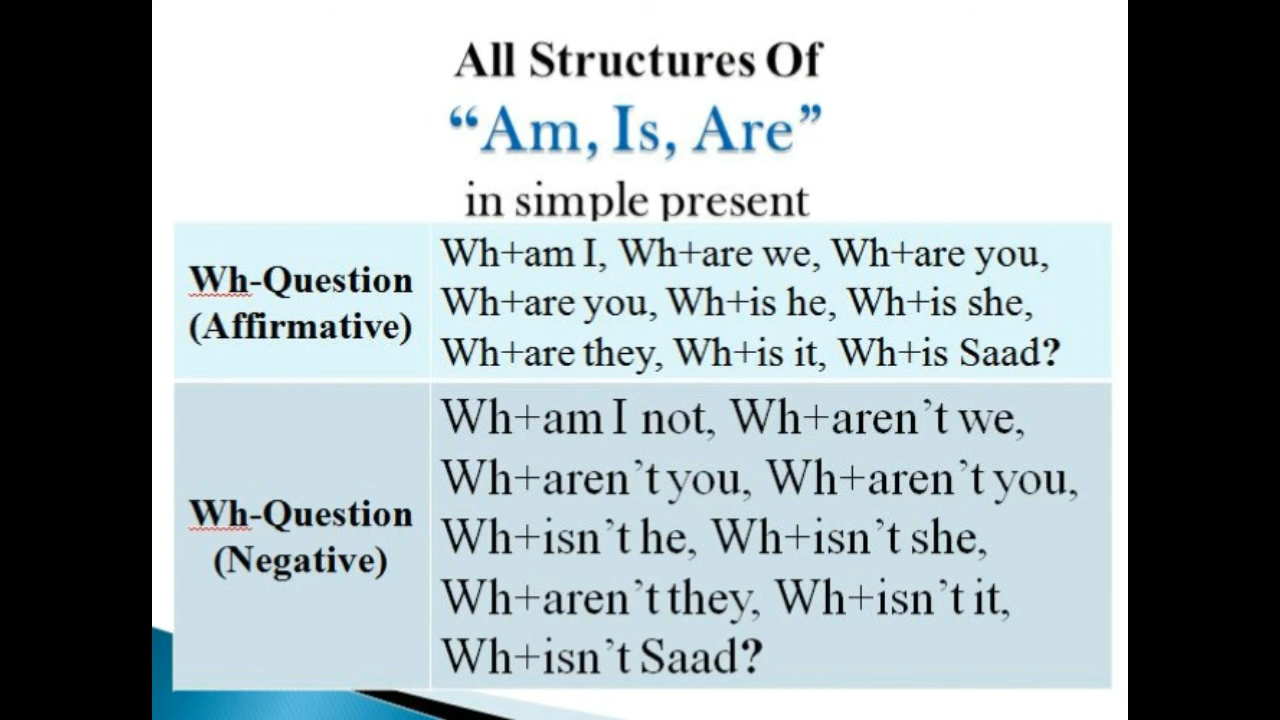 All Structures Of
“Am, Is, Are”
in simple present
Wh-Question
(Affirmative)
Wh+am I, Wh+are we, Wh+are you,
Wh+are you, Wh+is he, Wh+is she,
Wh+are they, Wh+is it, Wh+is Saad?
Wh-Question
(Negative)
Wh+am I not, Wh+aren’t we,
Wh+aren’t you, Wh+aren’t you,
Wh+isn’t he, Wh+isn’t she,
Wh+aren’t they, Wh+isn’t it,
Wh+isn’t Saad?